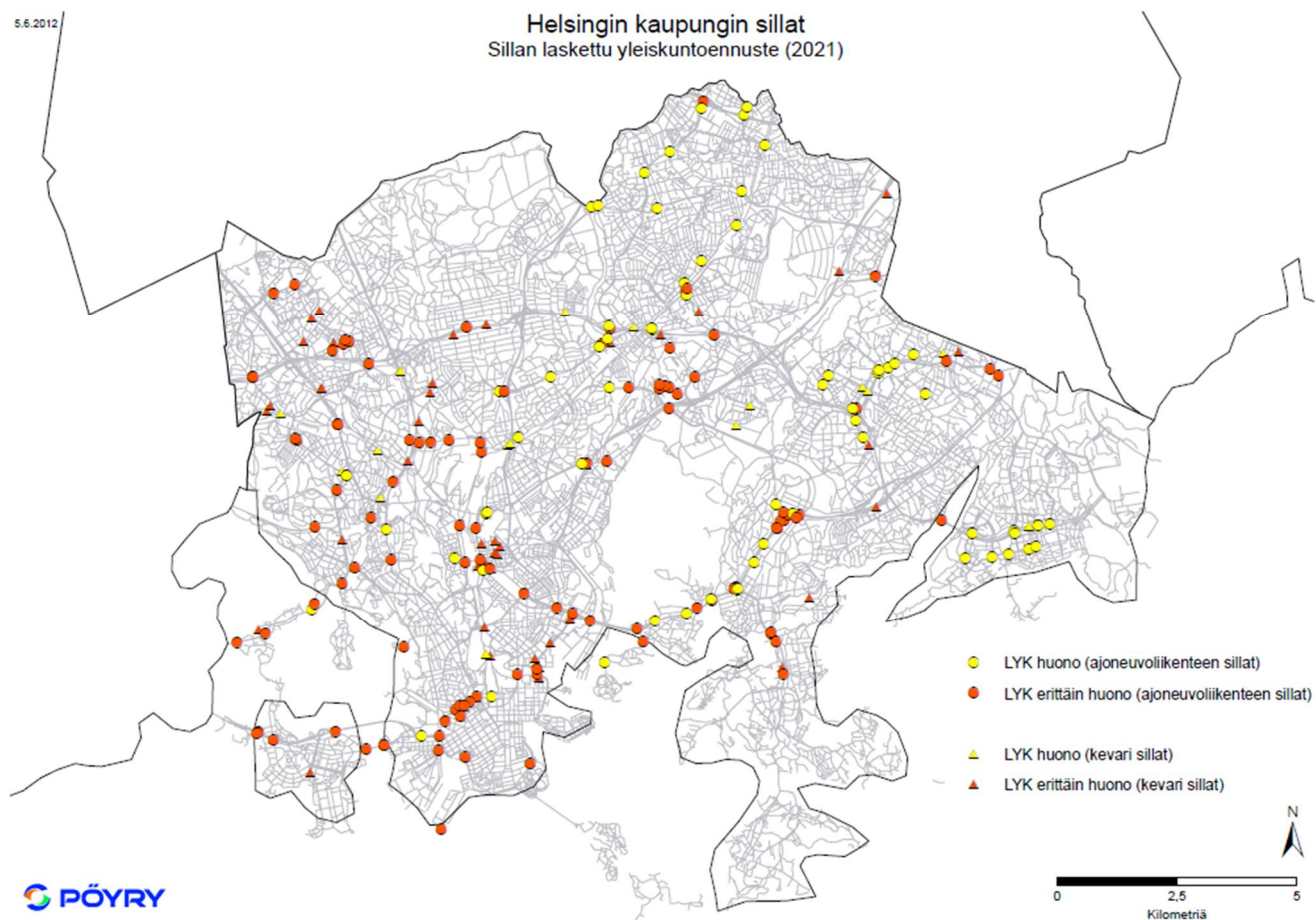 5.6.2012
Helsingin kaupungin sillat
Sillan laskettu yleiskuntoennuste (2021)
LYK huono (ajoneuvoliikenteen sillat)
LYK erittäin huono (ajoneuvoliikenteen sillat)
LYK huono (kevari sillat)
LYK erittäin huono (kevari sillat)
N
0 2,5 5
Kilometriä
PÖYRY